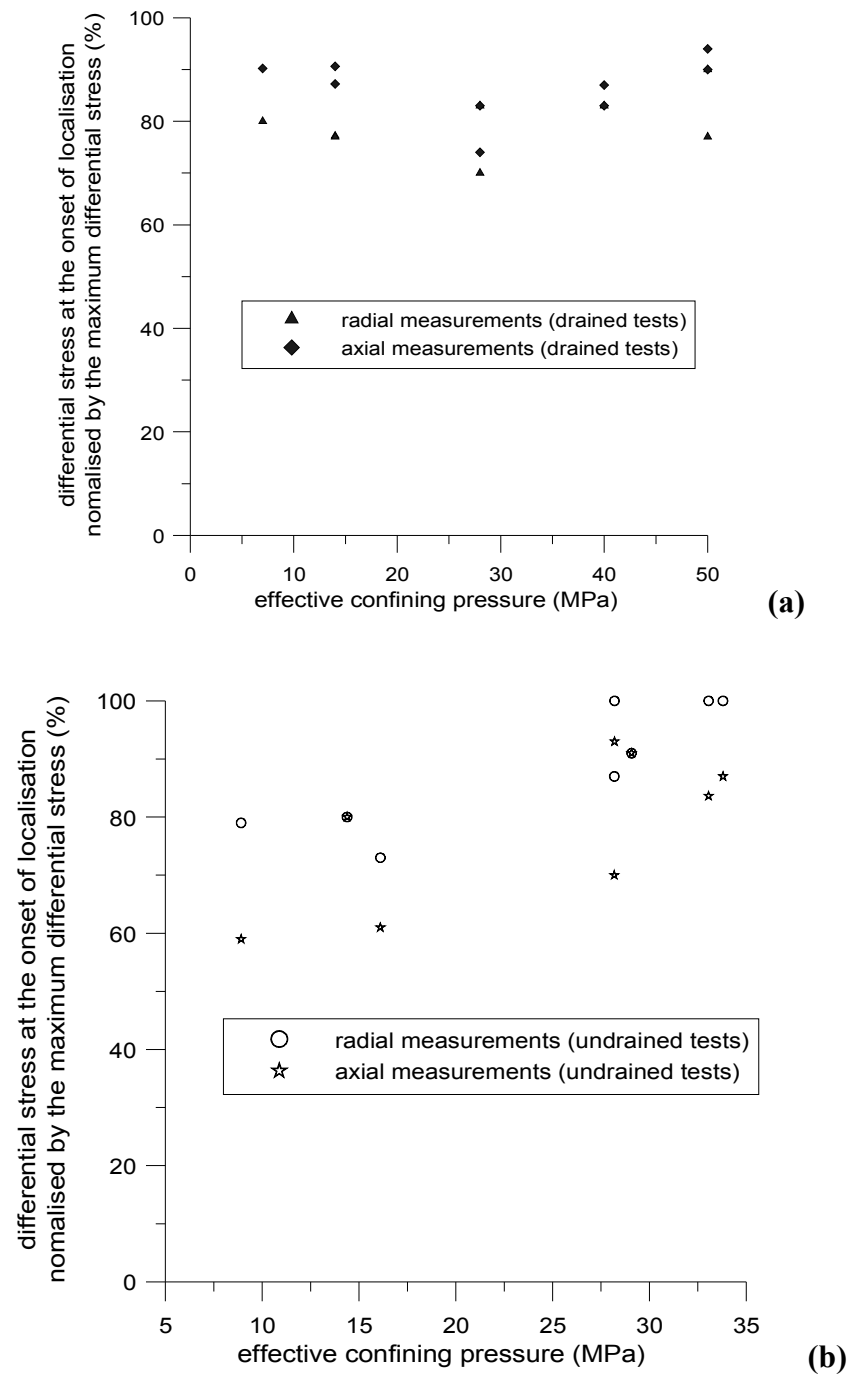 100
80
60
40
20
0
differential stress at the onset of localisation
nomalised by the maximum differential stress (%)
radial measurements (drained tests)
axial measurements (drained tests)
0 10 20 30 40 50
effective confining pressure (MPa)
(a)
100
80
60
40
20
0
differential stress at the onset of localisation
nomalised by the maximum differential stress (%)
radial measurements (undrained tests)
axial measurements (undrained tests)
5 10 15 20 25 30 35
effective confining pressure (MPa)
(b)